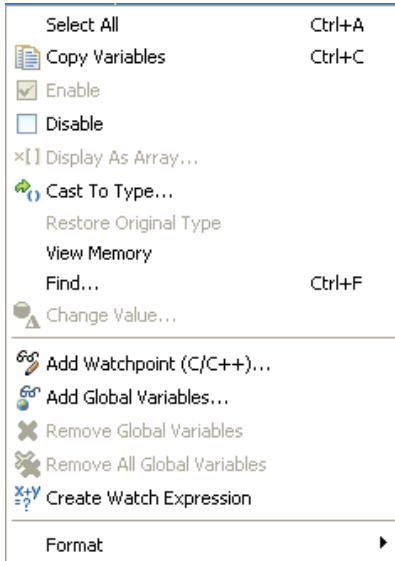 Select All Ctrl+A
Copy Variables Ctrl+C
Enable
Disable
Display As Array...
Cast To Type...
Restore Original Type
View Memory
Find... Ctrl+F
Change Value...
Add Watchpoint (C/C++)...
Add Global Variables...
Remove Global Variables
Remove All Global Variables
Create Watch Expression
Format